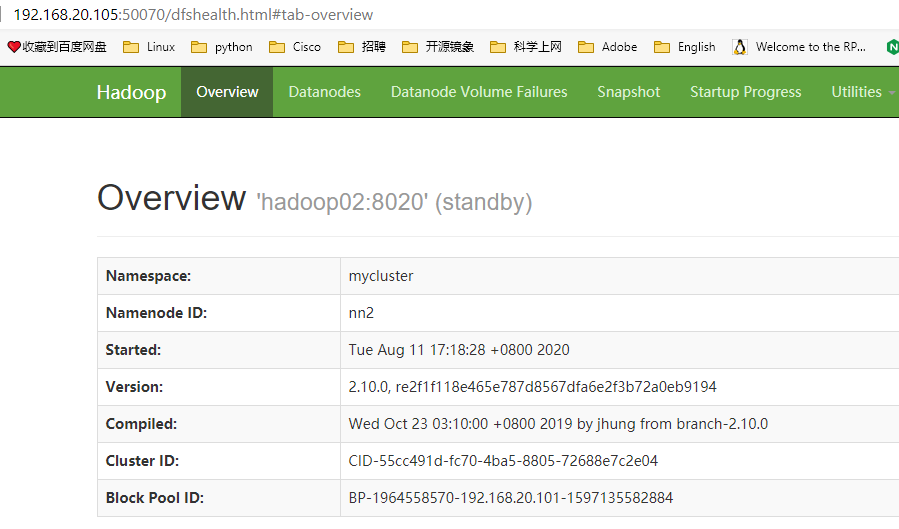 192.168.20.105:50070/dfshealth.html#tab-overview
收藏到百度网盘 Linux python Cisco 招聘 开源镜象 科学上网 Adobe English Welcome to the RP... N
Hadoop Overview Datanodes Datanode Volume Failures Snapshot Startup Progress Utilities
Overview 'hadoop02:8020' (standby)
Namespace: mycluster
Namenode ID: nn2
Started: Tue Aug 11 17:18:28 +0800 2020
Version: 2.10.0, re2f1f118e465e787d8567dfa6e2f3b72a0eb9194
Compiled: Wed Oct 23 03:10:00 +0800 2019 by jhung from branch-2.10.0
Cluster ID: CID-55cc491d-fc70-4ba5-8805-72688e7c2e04
Block Pool ID: BP-1964558570-192.168.20.101-1597135582884